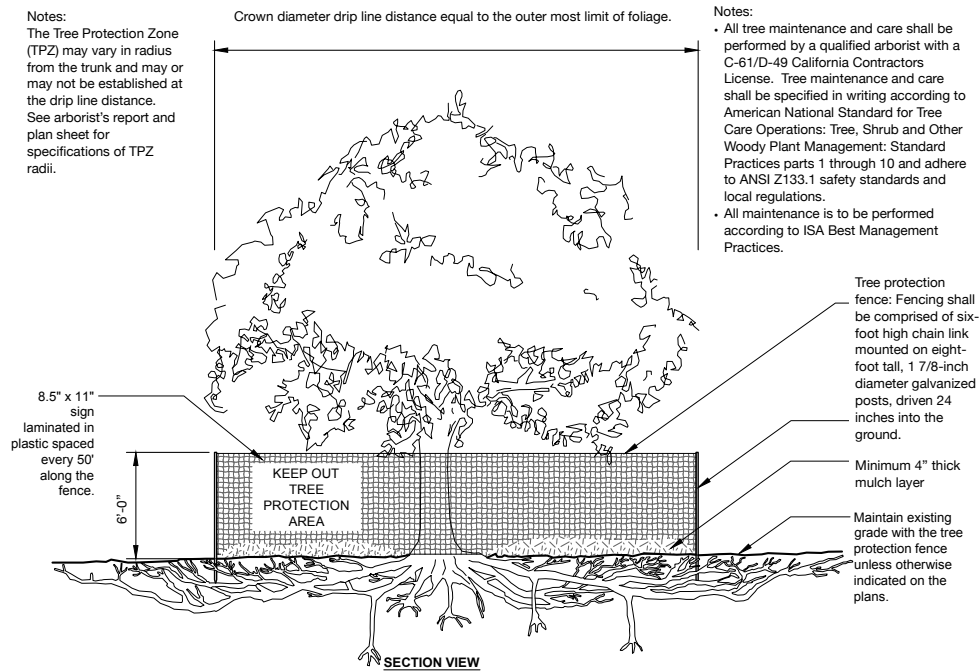 Notes:
The Tree Protection Zone
(TPZ) may vary in radius
from the trunk and may or
may not be established at
the drip line distance.
See arborist's report and
plan sheet for
specifications of TPZ
radii.
Crown diameter drip line distance equal to the outer most limit of foliage.
Notes:
• All tree maintenance and care shall be
performed by a qualified arborist with a
C-61/D-49 California Contractors
License. Tree maintenance and care
shall be specified in writing according to
American National Standard for Tree
Care Operations: Tree, Shrub and Other
Woody Plant Management: Standard
Practices parts 1 through 10 and adhere
to ANSI Z133.1 safety standards and
local regulations.
• All maintenance is to be performed
according to ISA Best Management
Practices.
Tree protection
fence: Fencing shall
be comprised of six-
foot high chain link
mounted on eight-
foot tall, 1 7/8-inch
diameter galvanized
posts, driven 24
inches into the
ground.
8.5" x 11"
sign
laminated in
plastic spaced
every 50'
along the
fence.
6'-0"
KEEP OUT
TREE
PROTECTION
AREA
Minimum 4" thick
mulch layer
Maintain existing
grade with the tree
protection fence
unless otherwise
indicated on the
plans.
SECTION VIEW